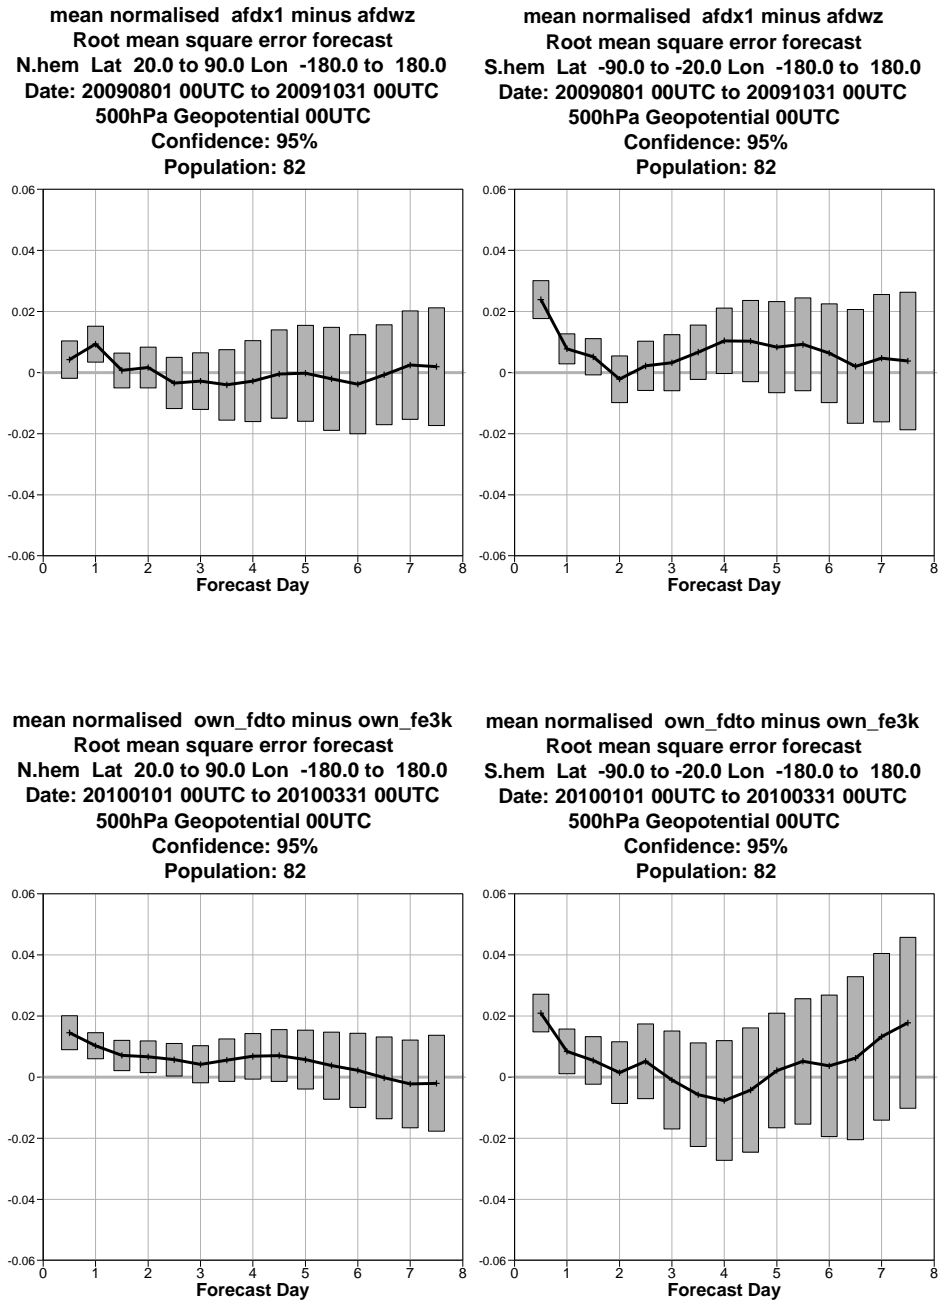 mean normalised afdx1 minus afdwz
Root mean square error forecast
N.hem Lat 20.0 to 90.0 Lon -180.0 to 180.0
Date: 20090801 00UTC to 20091031 00UTC
500hPa Geopotential 00UTC
Confidence: 95%
Population: 82
0.06
0.04
0.02
0
-0.02
-0.04
-0.06
0 1 2 3 4 5 6 7 8
Forecast Day
mean normalised afdx1 minus afdwz
Root mean square error forecast
S.hem Lat -90.0 to -20.0 Lon -180.0 to 180.0
Date: 20090801 00UTC to 20091031 00UTC
500hPa Geopotential 00UTC
Confidence: 95%
Population: 82
0.06
0.04
0.02
0
-0.02
-0.04
-0.06
0 1 2 3 4 5 6 7 8
Forecast Day
mean normalised own_fdto minus own_fe3k
Root mean square error forecast
N.hem Lat 20.0 to 90.0 Lon -180.0 to 180.0
Date: 20100101 00UTC to 20100331 00UTC
500hPa Geopotential 00UTC
Confidence: 95%
Population: 82
0.06
0.04
0.02
0
-0.02
-0.04
-0.06
0 1 2 3 4 5 6 7 8
Forecast Day
mean normalised own_fdto minus own_fe3k
Root mean square error forecast
S.hem Lat -90.0 to -20.0 Lon -180.0 to 180.0
Date: 20100101 00UTC to 20100331 00UTC
500hPa Geopotential 00UTC
Confidence: 95%
Population: 82
0.06
0.04
0.02
0
-0.02
-0.04
-0.06
0 1 2 3 4 5 6 7 8
Forecast Day